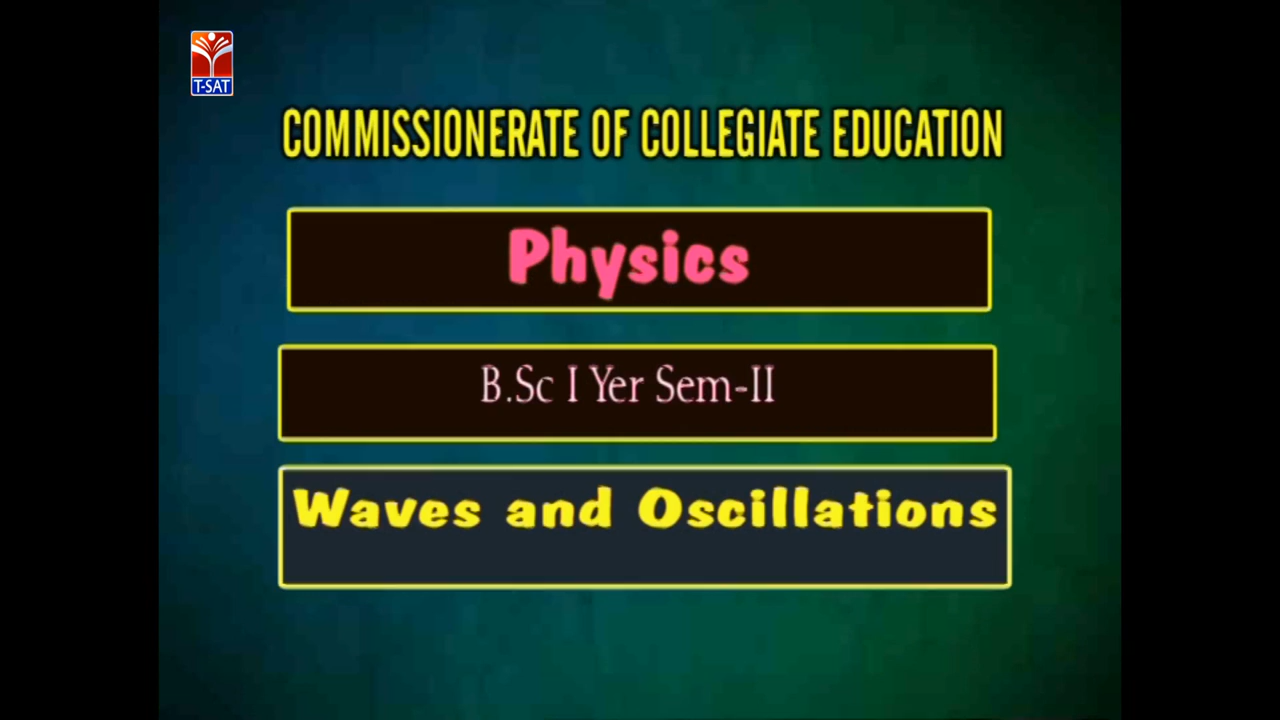 T-SAT
COMMISSIONERATE OF COLLEGIATE EDUCATION
Physics
B.Sc I Yer Sem-II
Waves and Oscillations